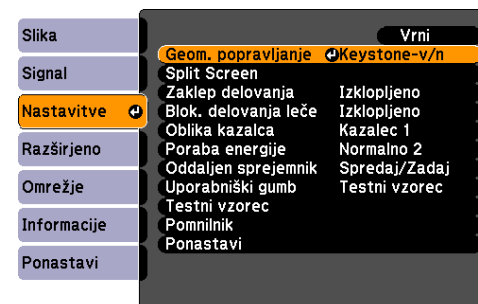 Slika
Signal
Nastavitve
Razširjeno
Omrežje
Informacije
Ponastavi
Vrni
Geom. popravljanje Keystone-v/n
Split Screen
Zaklep delovanja Izklopljeno
Blok. delovanja leče Izklopljeno
Oblika kazalca Kazalec 1
Poraba energije Normalno 2
Oddaljen sprejemnik Spredaj/Zadaj
Uporabniški gumb Testni vzorec
Testni vzorec
Pomnilnik
Ponastavi